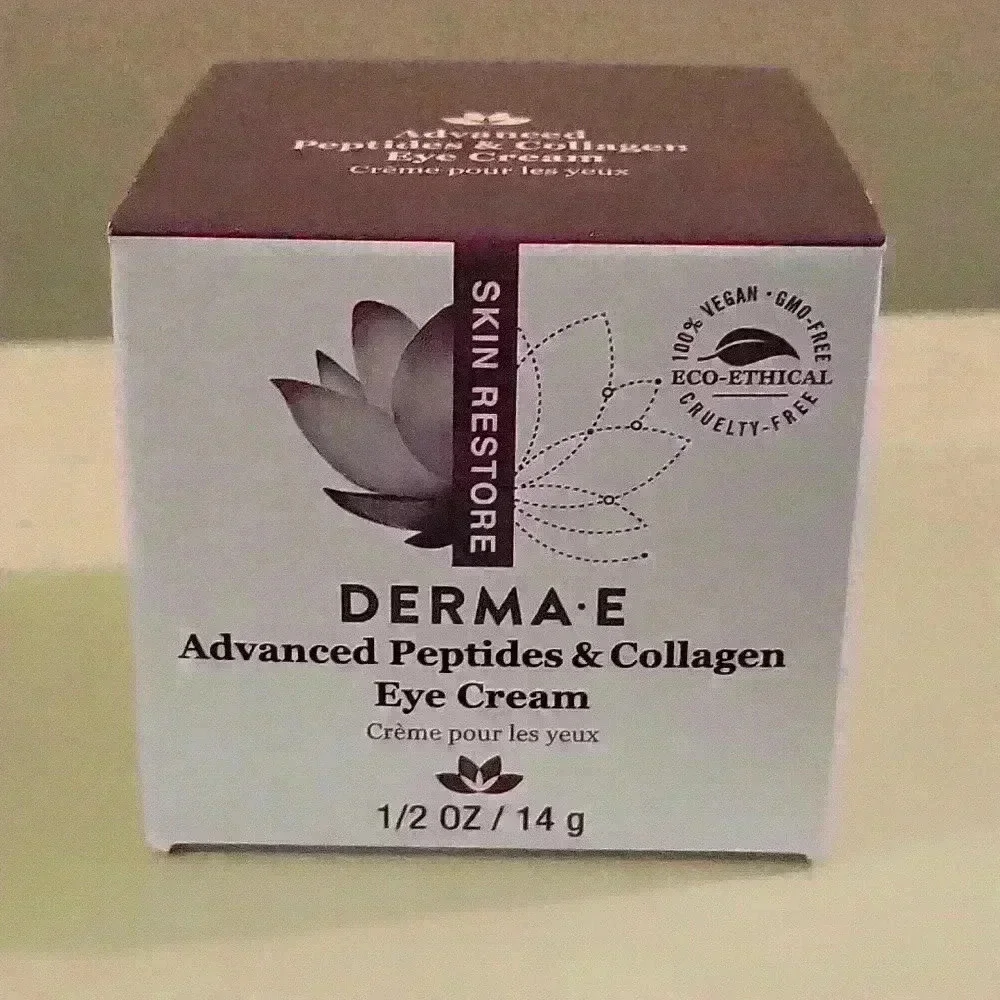 Advanced
Peptides & Collagen
Eye Cream
Crème pour les yeux
SKIN RESTORE
100% VEGAN · GMO-FREE
ECO-ETHICAL
CRUELTY-FREE
DERMA·E
Advanced Peptides & Collagen
Eye Cream
Crème pour les yeux
1/2 OZ / 14 g